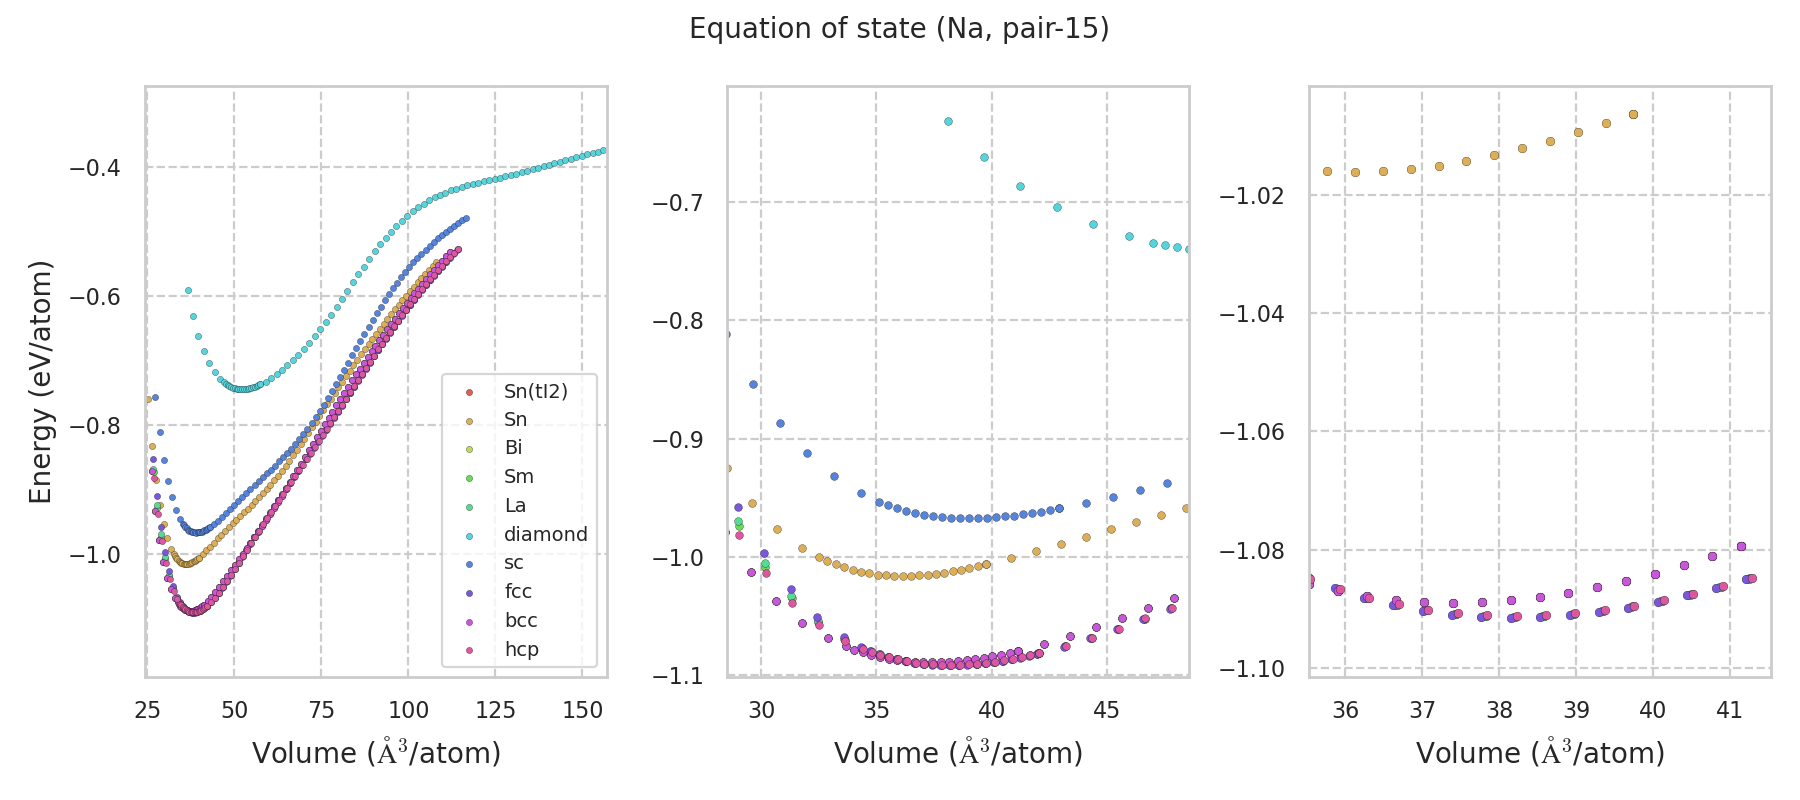 Equation of state (Na, pair-15)
Energy (eV/atom)
−0.4
−0.6
−0.8
−1.0
25 50 75 100 125 150
Volume (Å³/atom)
Sn(tI2)
Sn
Bi
Sm
La
diamond
sc
fcc
bcc
hcp
−0.7
−0.8
−0.9
−1.0
−1.1
30 35 40 45
Volume (Å³/atom)
−1.02
−1.04
−1.06
−1.08
−1.10
36 37 38 39 40 41
Volume (Å³/atom)